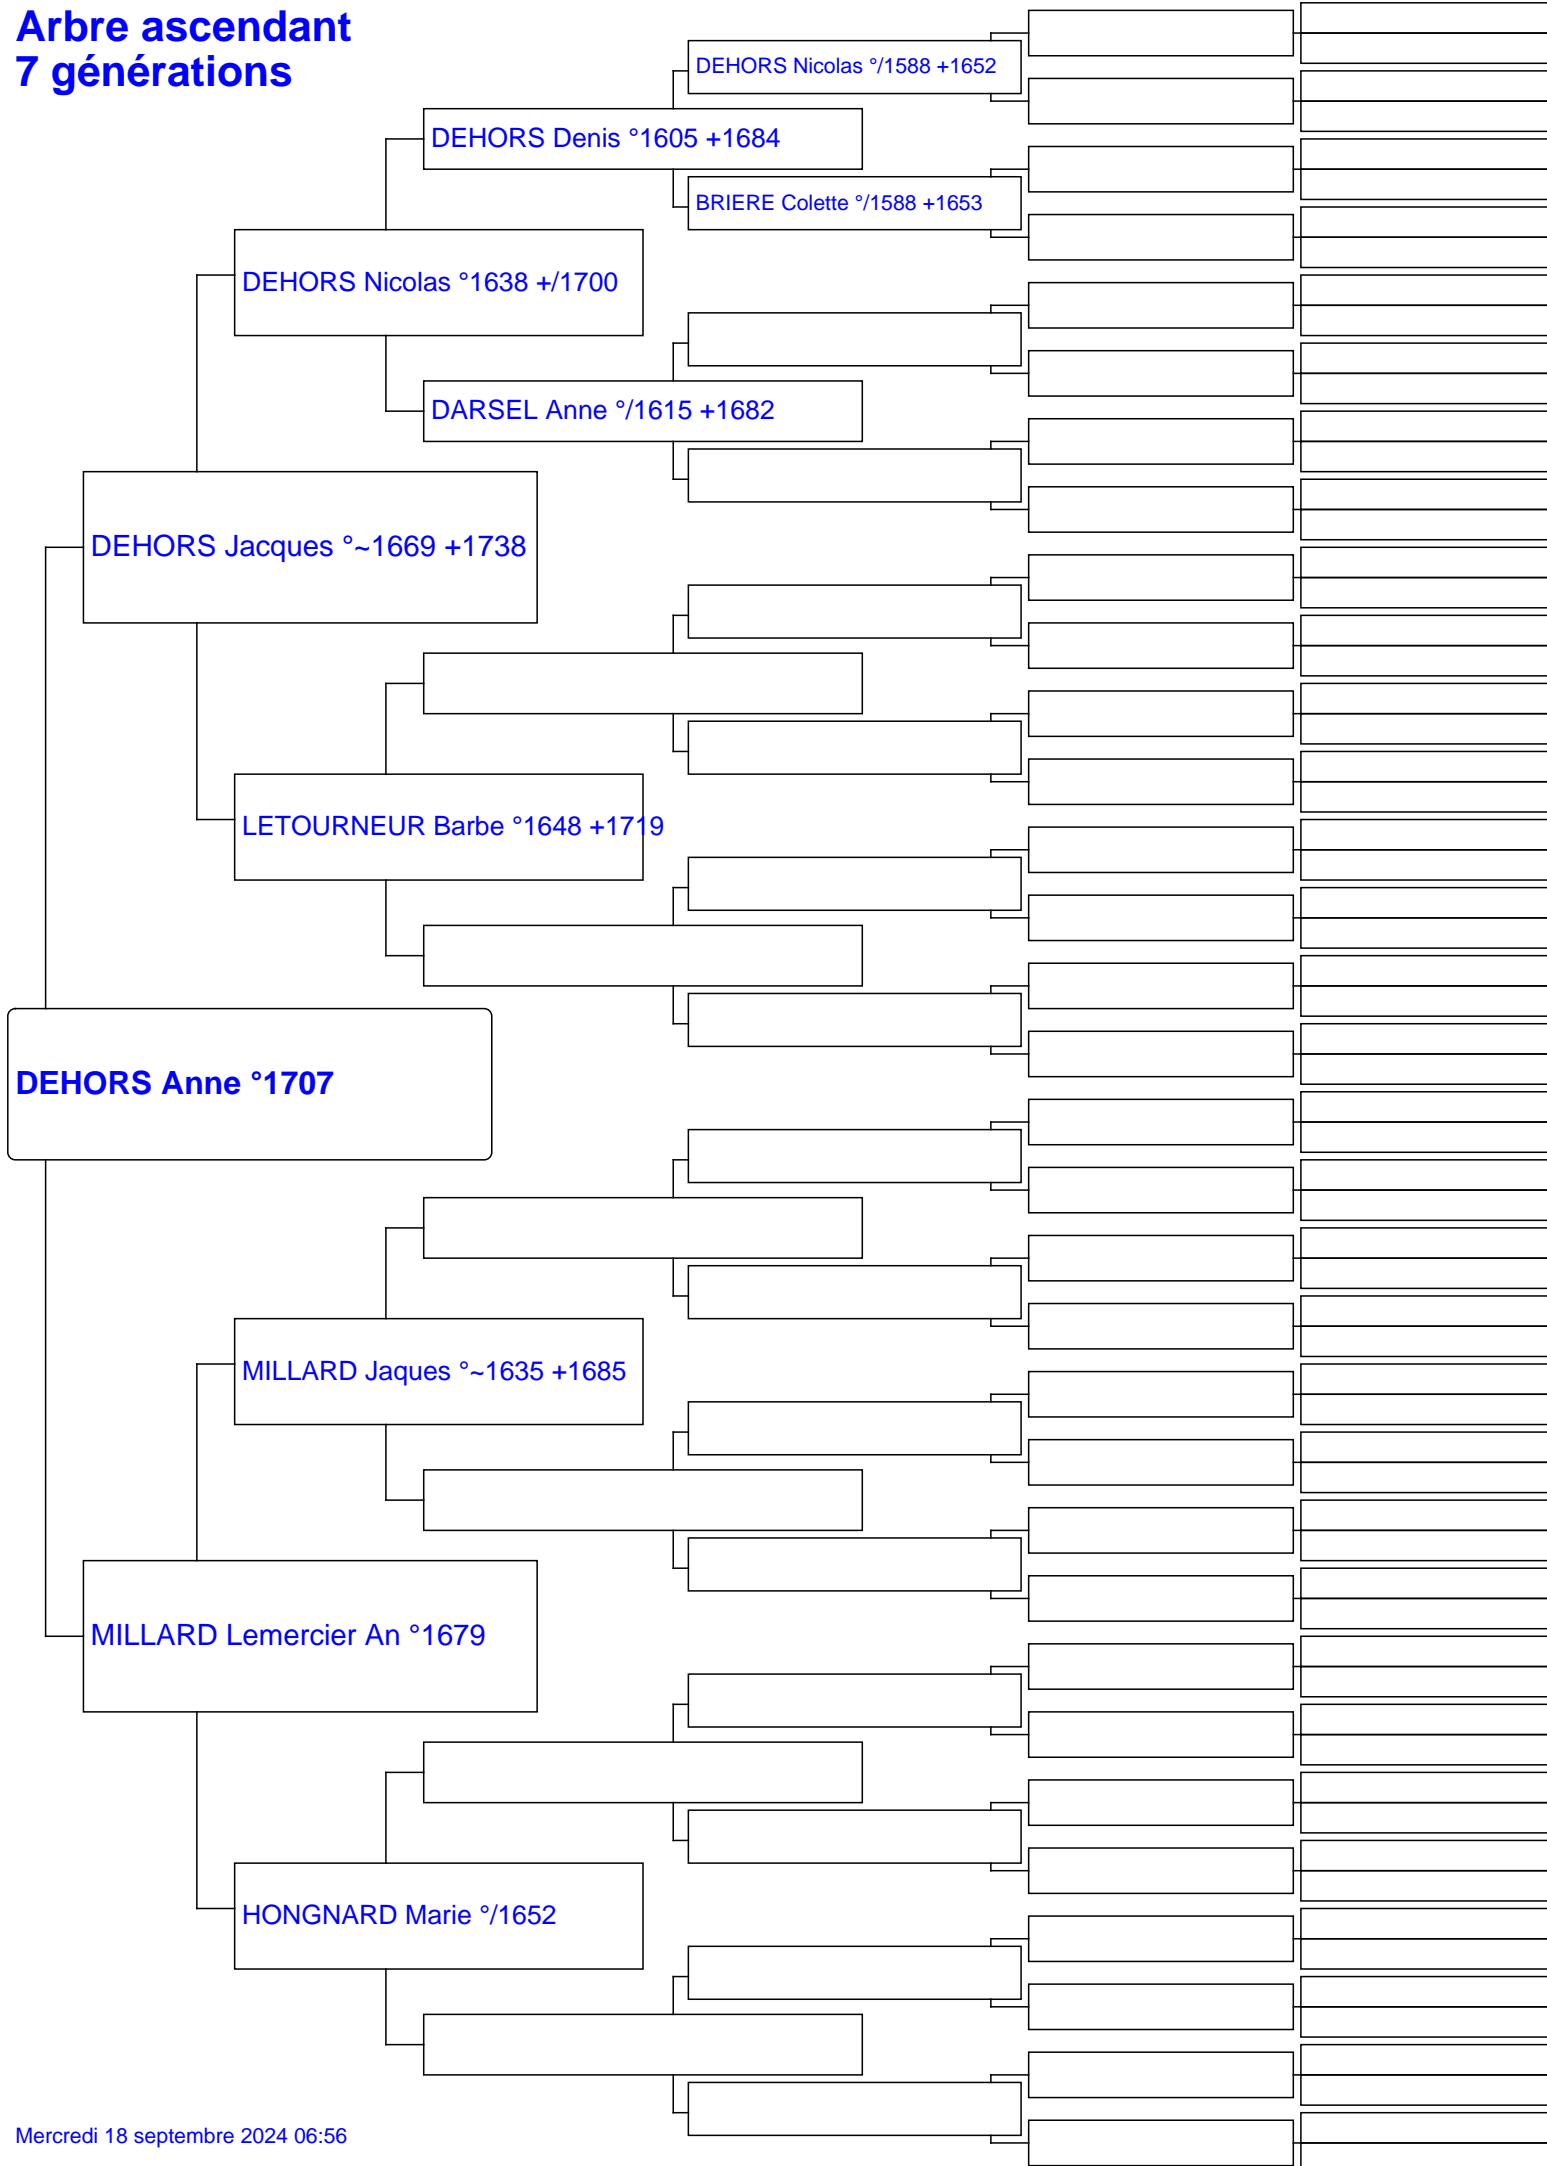 Arbre ascendant
7 générations
DEHORS Nicolas °/1588 +1652
DEHORS Denis °1605 +1684
BRIERE Colette °/1588 +1653
DEHORS Nicolas °1638 +/1700
DARSEL Anne °/1615 +1682
DEHORS Jacques °~1669 +1738
LETOURNEUR Barbe °1648 +1719
DEHORS Anne °1707
MILLARD Jaques °~1635 +1685
MILLARD Lemercier An °1679
HONGNARD Marie °/1652
Mercredi 18 septembre 2024 06:56